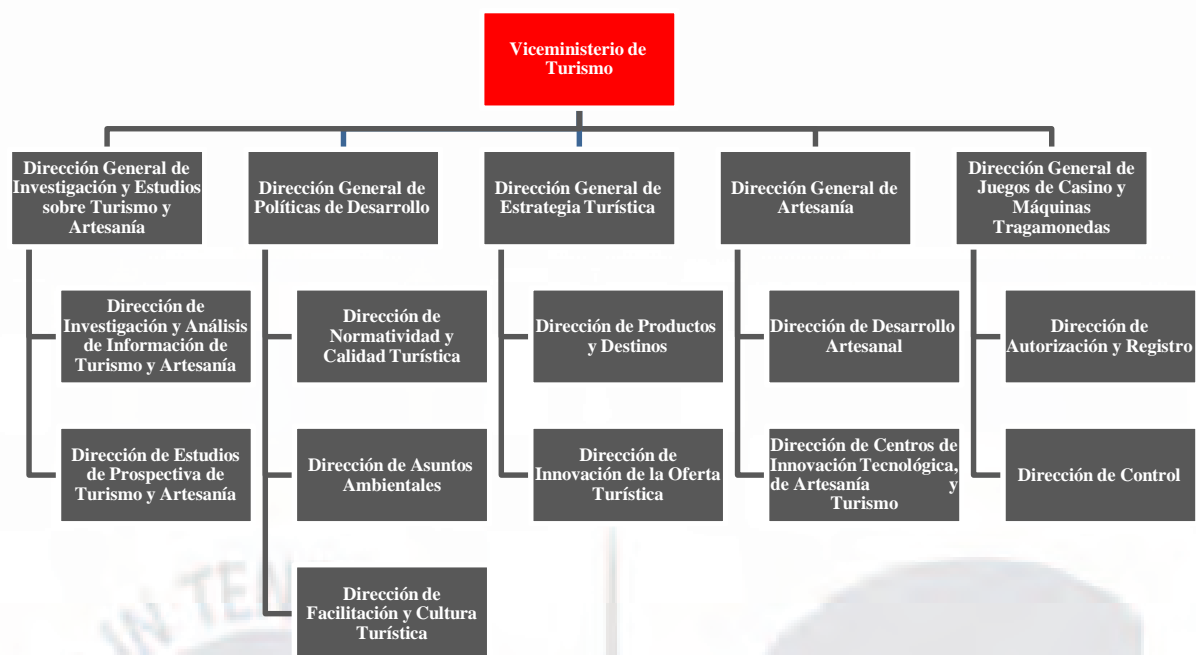 Viceministerio de
Turismo
Dirección General de
Investigación y Estudios
sobre Turismo y
Artesanía
Dirección General de
Políticas de Desarrollo
Dirección General de
Estrategia Turística
Dirección General de
Artesanía
Dirección General de
Juegos de Casino y
Máquinas
Tragamonedas
Dirección de
Investigación y Análisis
de Información de
Turismo y Artesanía
Dirección de
Normatividad y
Calidad Turística
Dirección de Productos
y Destinos
Dirección de Desarrollo
Artesanal
Dirección de
Autorización y Registro
Dirección de Estudios
de Prospectiva de
Turismo y Artesanía
Dirección de Asuntos
Ambientales
Dirección de
Innovación de la Oferta
Turística
Dirección de Centros de
Innovación Tecnológica,
de Artesanía y
Turismo
Dirección de Control
Dirección de
Facilitación y Cultura
Turística
IN